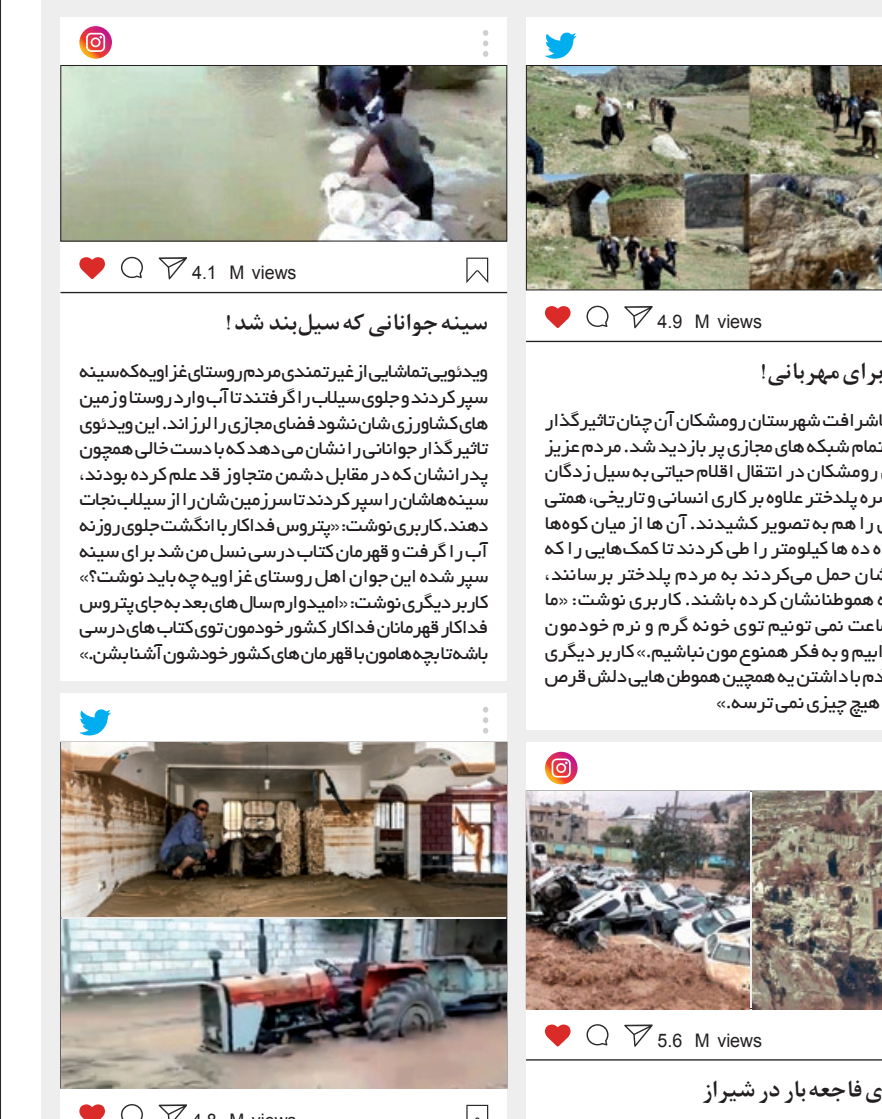 4.1 M views
سینه جوانانی که سیل‌بند شد!
ویدئویی تماشایی از غیرتمندی مردم روستای غزاویه که سینه
سپر کردند و جلوی سیلاب را گرفتند تا آب وارد روستا و زمین
های کشاورزی شان نشود فضای مجازی را لرزاند. این ویدئوی
تاثیر گذار جوانانی را نشان می دهد که با دست خالی همچون
پدرانشان که در مقابل دشمن متجاوز قد علم کرده بودند،
سینه‌هاشان را سپر کردند تا سرزمین شان را از سیلاب نجات
دهند. کاربری نوشت: «پتروس فداکار با انگشت جلوی روزنه
آب را گرفت و قهرمان کتاب درسی نسل من شد برای سینه
سپر شده این جوان اهل روستای غزاویه چه باید نوشت؟»
کاربر دیگری نوشت: «امیدوارم سال های بعد به جای پتروس
فداکار قهرمانان فداکار کشور خودمون توی کتاب های درسی
باشه تا بچه هامون با قهرمان های کشور خودشون آشنا بشن.»
4.8 M views
4.9 M views
برای مهربانی!
اشرافت شهرستان رومشکان آن چنان تاثیر گذار
تمام شبکه های مجازی پر بازدید شد. مردم عزیز
رومشکان در انتقال اقلام حیاتی به سیل زدگان
پلدختر علاوه بر کاری انسانی و تاریخی، همتی
را هم به تصویر کشیدند. آن ها از میان کوه‌ها
ده ها کیلومتر را طی کردند تا کمک‌هایی را که
حمل می‌کردند به مردم پلدختر برسانند،
هموطنانشان کرده باشند. کاربری نوشت: «ما
نمی تونیم توی خونه گرم و نرم خودمون
و به فکر همنوع مون نباشیم.» کاربر دیگری
با داشتن یه همچین هموطن هایی دلش قرص
هیچ چیزی نمی ترسه.»
5.6 M views
فاجعه بار در شیراز